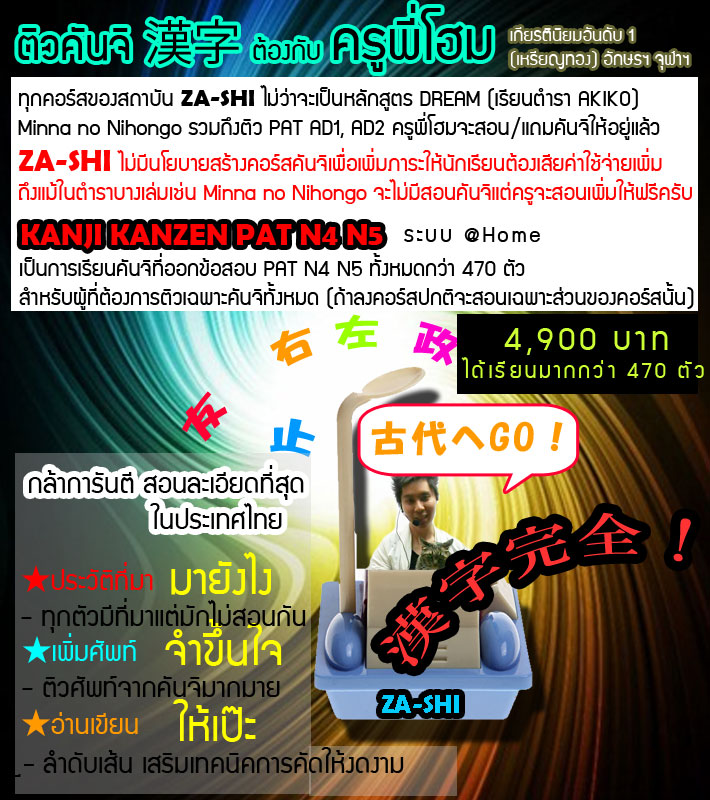 ติวคันจิ 漢字 ต้องกับ ครูพี่โฮม
เกียรตินิยมอันดับ 1
(เหรียญทอง) อักษรฯ จุฬาฯ
ทุกคอร์สของสถาบัน ZA-SHI ไม่ว่าจะเป็นหลักสูตร DREAM (เรียนตำรา AKIKO)
Minna no Nihongo รวมถึงติว PAT AD1, AD2 ครูพี่โฮมจะสอน/แถมคันจิให้อยู่แล้ว
ZA-SHI ไม่มีนโยบายสร้างคอร์สคันจิเพื่อเพิ่มภาระให้นักเรียนต้องเสียค่าใช้จ่ายเพิ่ม
ถึงแม้ในตำราบางเล่มเช่น Minna no Nihongo จะไม่มีสอนคันจิแต่ครูจะสอนเพิ่มให้ฟรีครับ
KANJI KANZEN PAT N4 N5 ระบบ @Home
เป็นการเรียนคันจิที่ออกข้อสอบ PAT N4 N5 ทั้งหมดกว่า 470 ตัว
สำหรับผู้ที่ต้องการติวเฉพาะคันจิทั้งหมด (ถ้าลงคอร์สปกติจะสอนเฉพาะส่วนของคอร์สนั้น)
4,900 บาท
ได้เรียนมากกว่า 470 ตัว
止 右 左 政
古代へGO！
กล้าการันตี สอนละเอียดที่สุด
ในประเทศไทย
★ประวัติที่มา มายังไง
- ทุกตัวมีที่มาแต่มักไม่สอนกัน
★เพิ่มศัพท์ จำขึ้นใจ
- ติวศัพท์จากคันจิมากมาย
★อ่านเขียน ให้เป๊ะ
- ลำดับเส้น เสริมเทคนิคการคัดให้งดงาม
漢字完全！
ZA-SHI